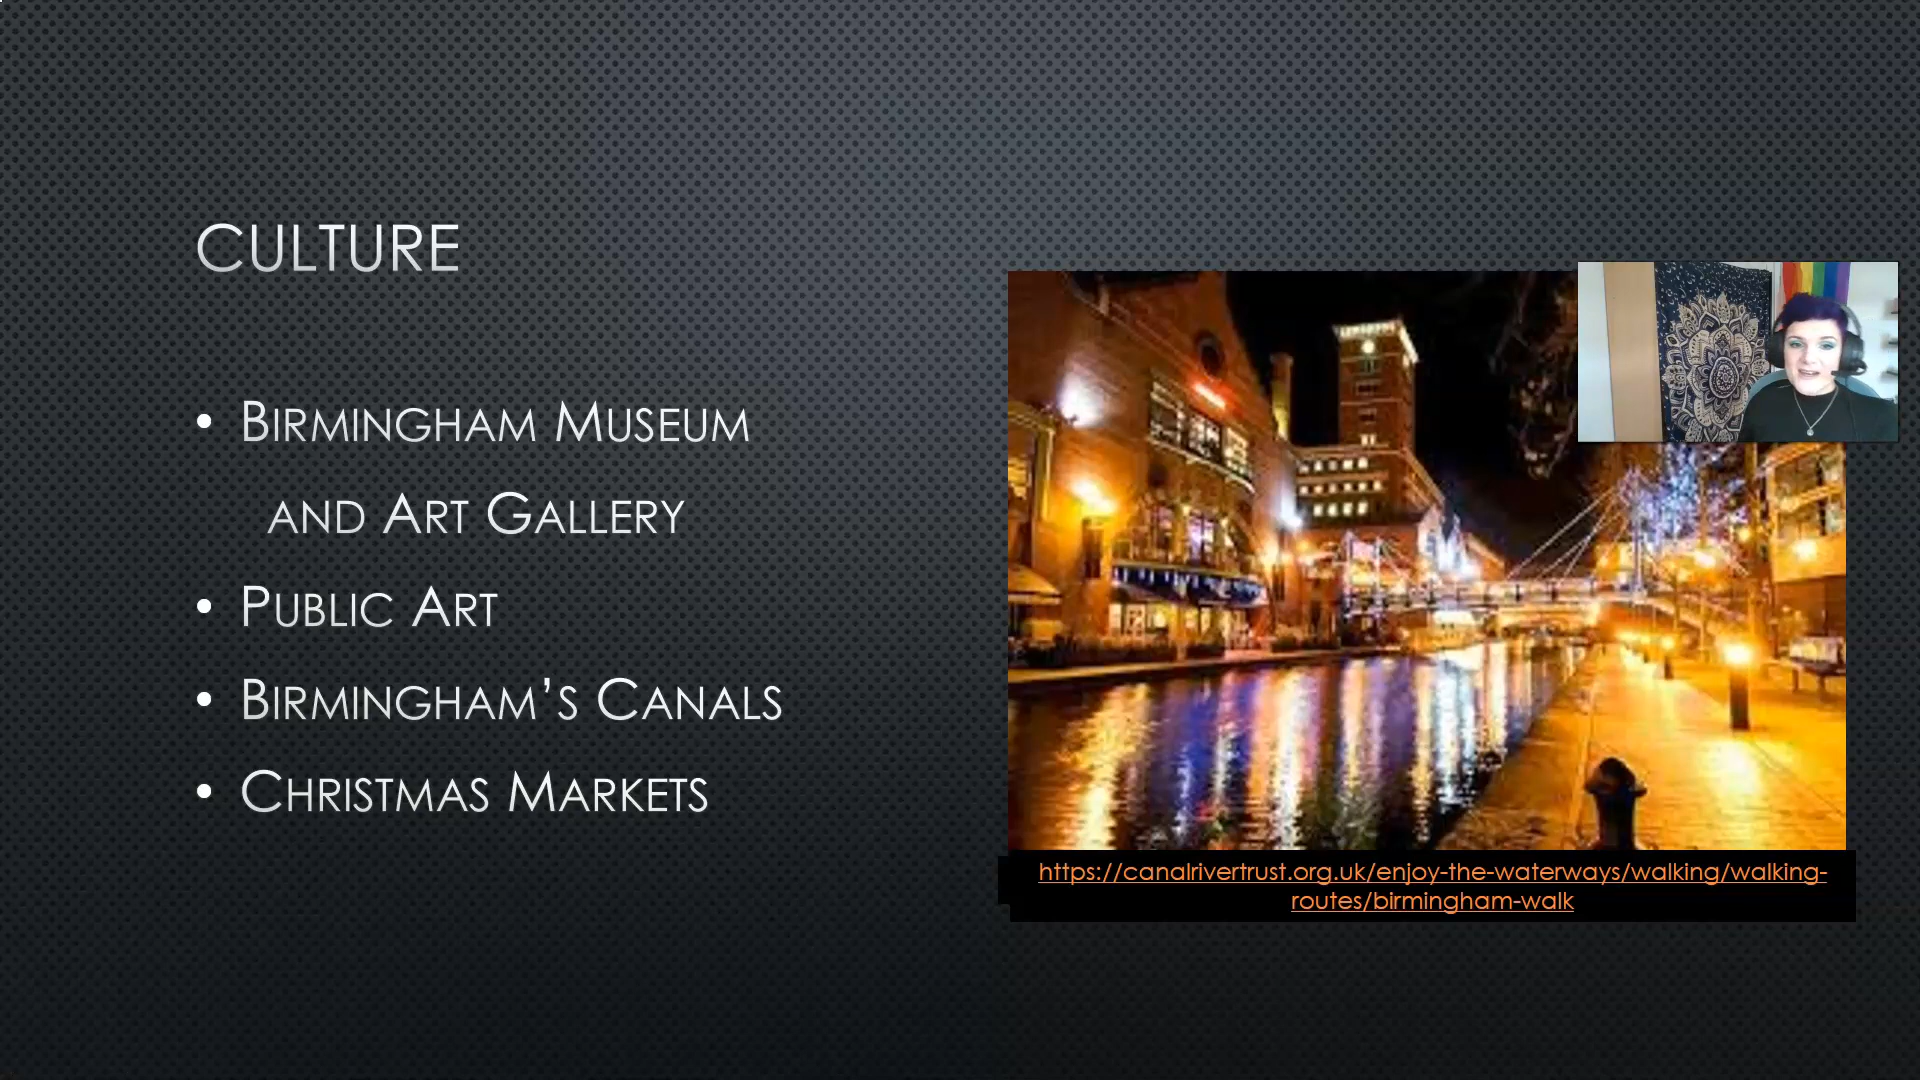 CULTURE
• BIRMINGHAM MUSEUM
AND ART GALLERY
• PUBLIC ART
• BIRMINGHAM’S CANALS
• CHRISTMAS MARKETS
https://canalrivertrust.org.uk/enjoy-the-waterways/walking/walking-
routes/birmingham-walk